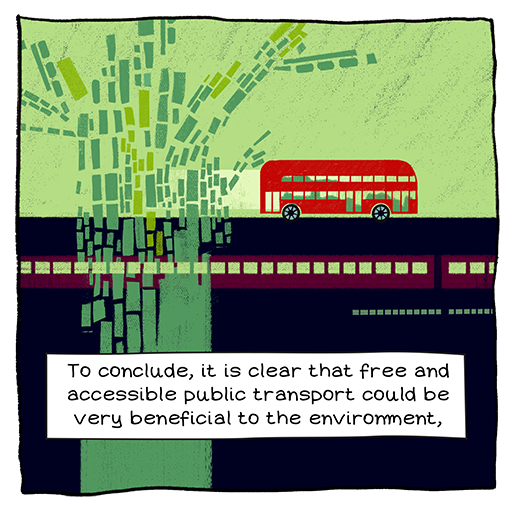 To conclude, it is clear that free and
accessible public transport could be
very beneficial to the environment,